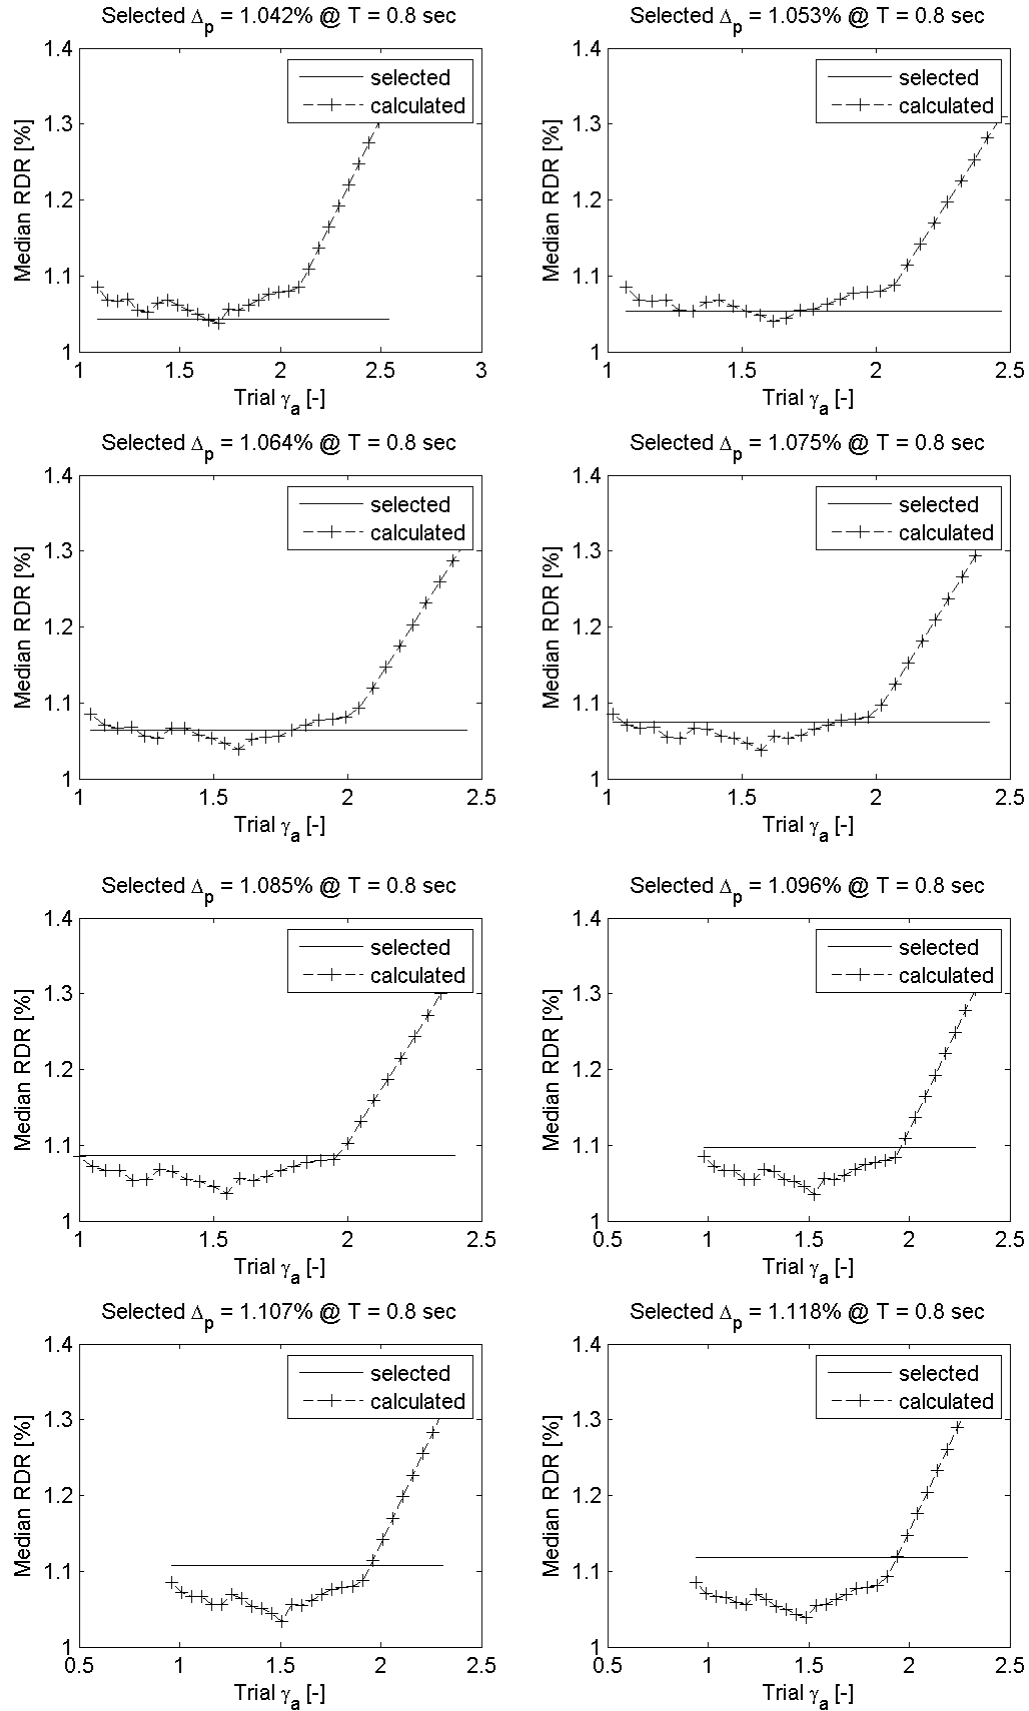 Selected Δp = 1.042% @ T = 0.8 sec
1.4
1.3
1.2
1.1
1
Median RDR [%]
selected
calculated
1 1.5 2 2.5 3
Trial γa [-]
Selected Δp = 1.053% @ T = 0.8 sec
1.4
1.3
1.2
1.1
1
Median RDR [%]
selected
calculated
1 1.5 2 2.5
Trial γa [-]
Selected Δp = 1.064% @ T = 0.8 sec
1.4
1.3
1.2
1.1
1
Median RDR [%]
selected
calculated
1 1.5 2 2.5
Trial γa [-]
Selected Δp = 1.075% @ T = 0.8 sec
1.4
1.3
1.2
1.1
1
Median RDR [%]
selected
calculated
1 1.5 2 2.5
Trial γa [-]
Selected Δp = 1.085% @ T = 0.8 sec
1.4
1.3
1.2
1.1
1
Median RDR [%]
selected
calculated
1 1.5 2 2.5
Trial γa [-]
Selected Δp = 1.096% @ T = 0.8 sec
1.4
1.3
1.2
1.1
1
Median RDR [%]
selected
calculated
0.5 1 1.5 2 2.5
Trial γa [-]
Selected Δp = 1.107% @ T = 0.8 sec
1.4
1.3
1.2
1.1
1
Median RDR [%]
selected
calculated
0.5 1 1.5 2 2.5
Trial γa [-]
Selected Δp = 1.118% @ T = 0.8 sec
1.4
1.3
1.2
1.1
1
Median RDR [%]
selected
calculated
0.5 1 1.5 2 2.5
Trial γa [-]